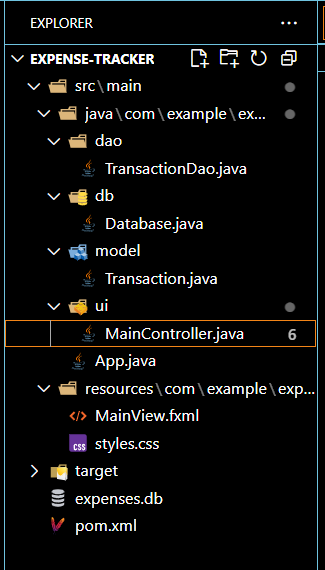 EXPLORER
EXPENSE-TRACKER
src\main
java\com\example\ex...
dao
TransactionDao.java
db
Database.java
model
Transaction.java
ui
MainController.java 6
App.java
resources\com\example\exp...
<> MainView.fxml
CSS styles.css
target
expenses.db
pom.xml